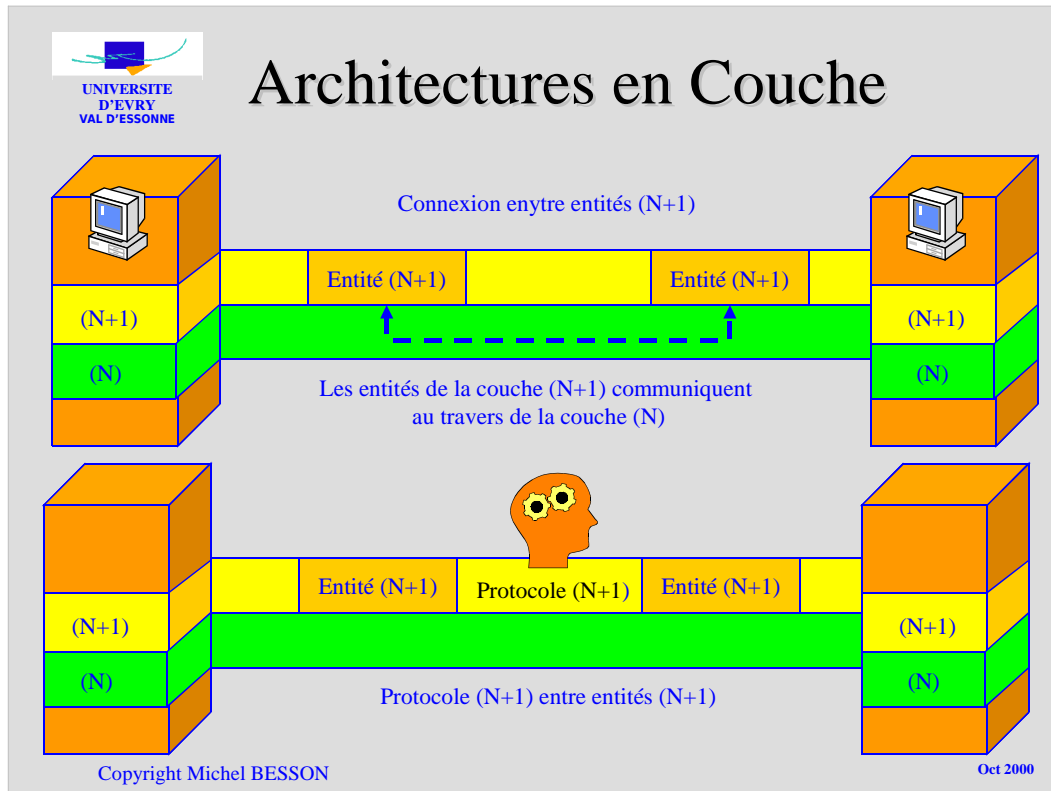 UNIVERSITE
D'EVRY
VAL D'ESSONNE
Architectures en Couche
Connexion enytre entités (N+1)
Entité (N+1)
Entité (N+1)
(N+1)
(N+1)
(N)
(N)
Les entités de la couche (N+1) communiquent
au travers de la couche (N)
Entité (N+1)
Protocole (N+1)
Entité (N+1)
(N+1)
(N+1)
(N)
(N)
Protocole (N+1) entre entités (N+1)
Copyright Michel BESSON
Oct 2000